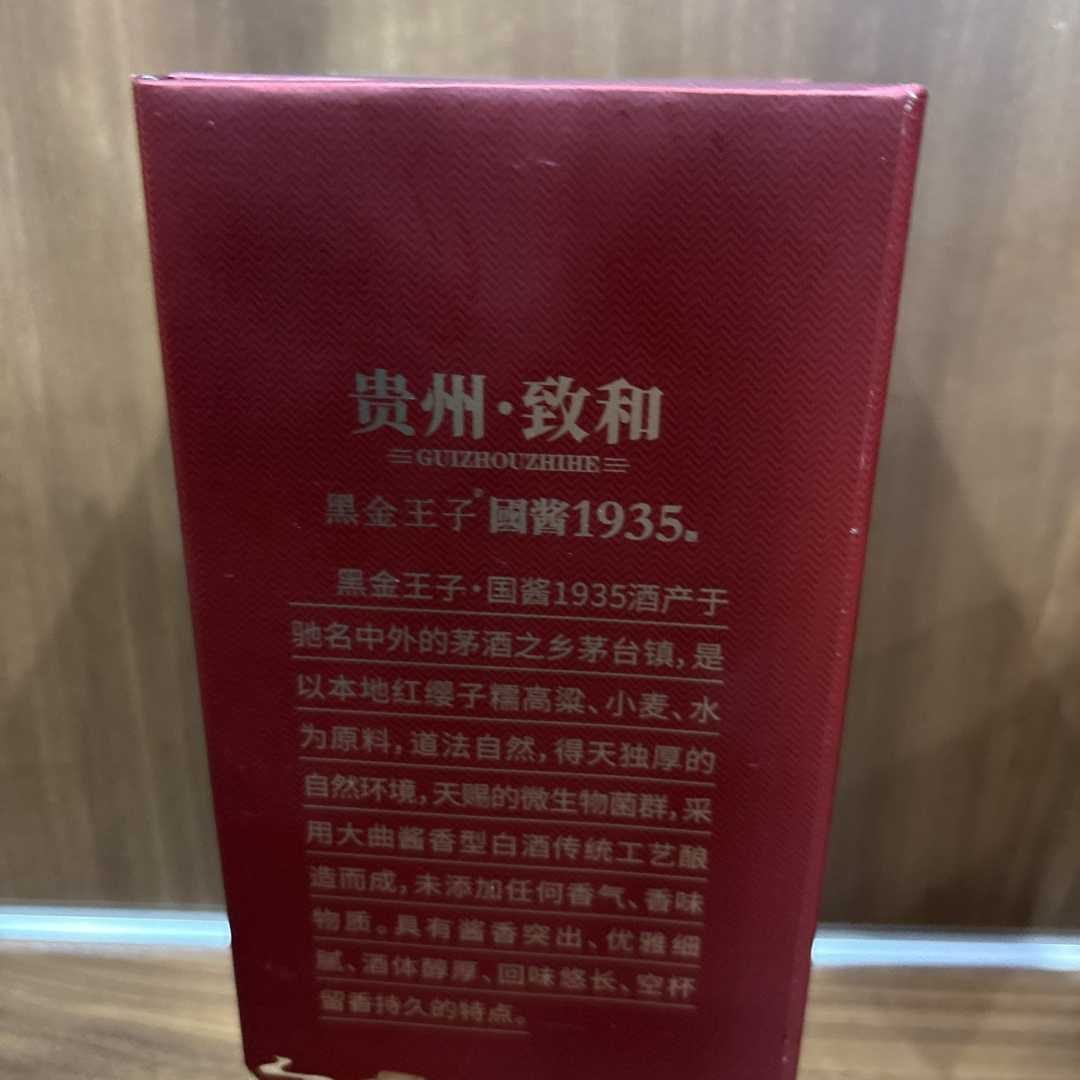 贵州·致和
GUIZHOUZHIHE
黑金王子 國酱1935
黑金王子·国酱1935酒产于
驰名中外的茅酒之乡茅台镇,是
以本地红缨子糯高粱、小麦、水
为原料,道法自然,得天独厚的
自然环境,天赐的微生物菌群,采
用大曲酱香型白酒传统工艺酿
造而成,未添加任何香气、香味
物质。具有酱香突出、优雅细
腻、酒体醇厚、回味悠长、空杯
留香持久的特点。